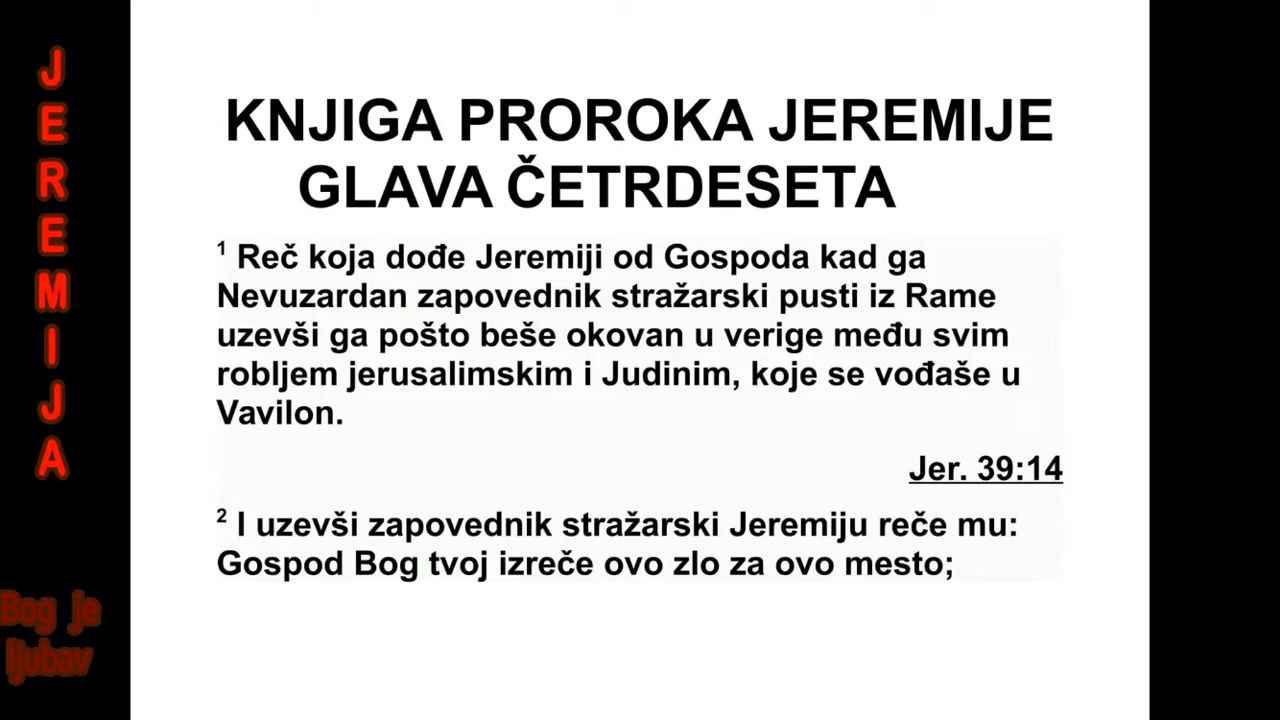 JEREMIJA
Bog je
ljubav
KNJIGA PROROKA JEREMIJE
GLAVA ČETRDESETA
1 Reč koja dođe Jeremiji od Gospoda kad ga
Nevuzardan zapovednik stražarski pusti iz Rame
uzevši ga pošto beše okovan u verige među svim
robljem jerusalimskim i Judinim, koje se vođaše u
Vavilon.
Jer. 39:14
2 I uzevši zapovednik stražarski Jeremiju reče mu:
Gospod Bog tvoj izreče ovo zlo za ovo mesto;